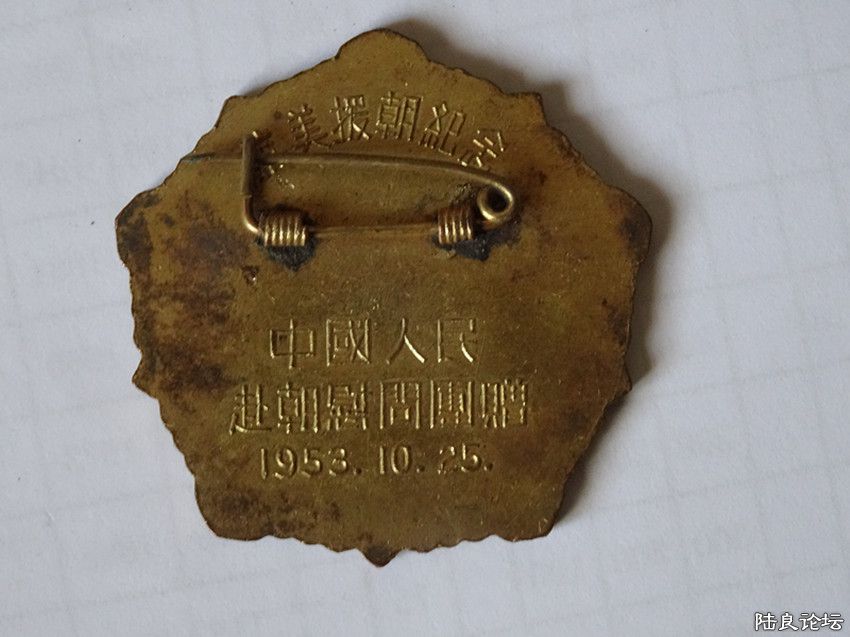 抗美援朝紀念
中國人民
赴朝慰問團贈
1953.10.25.
陆良论坛